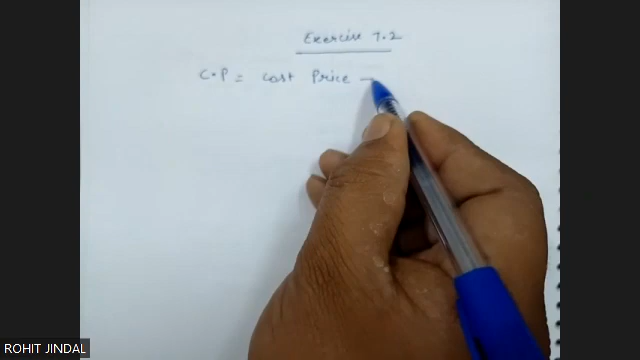 Exercise 7.2
C.P = Cost Price →
ROHIT JINDAL